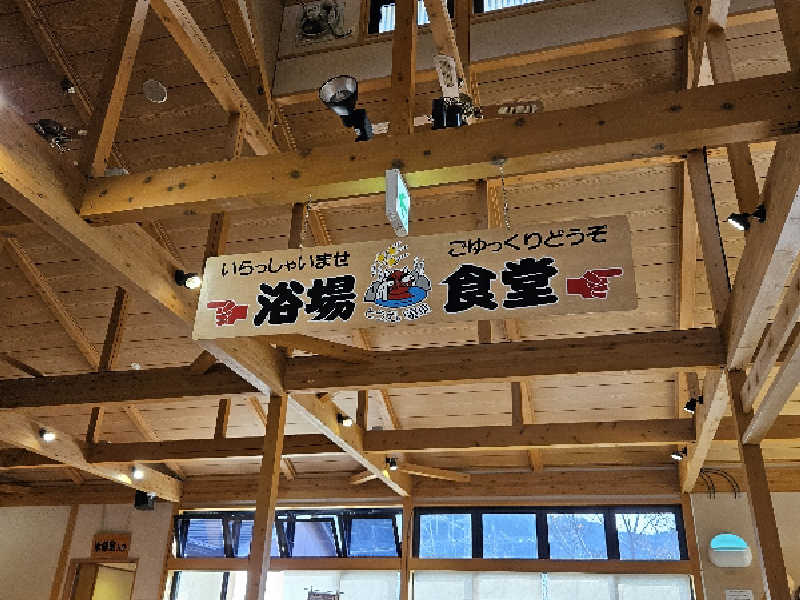 いらっしゃいませ
ごゆっくりどうぞ
浴場
食堂